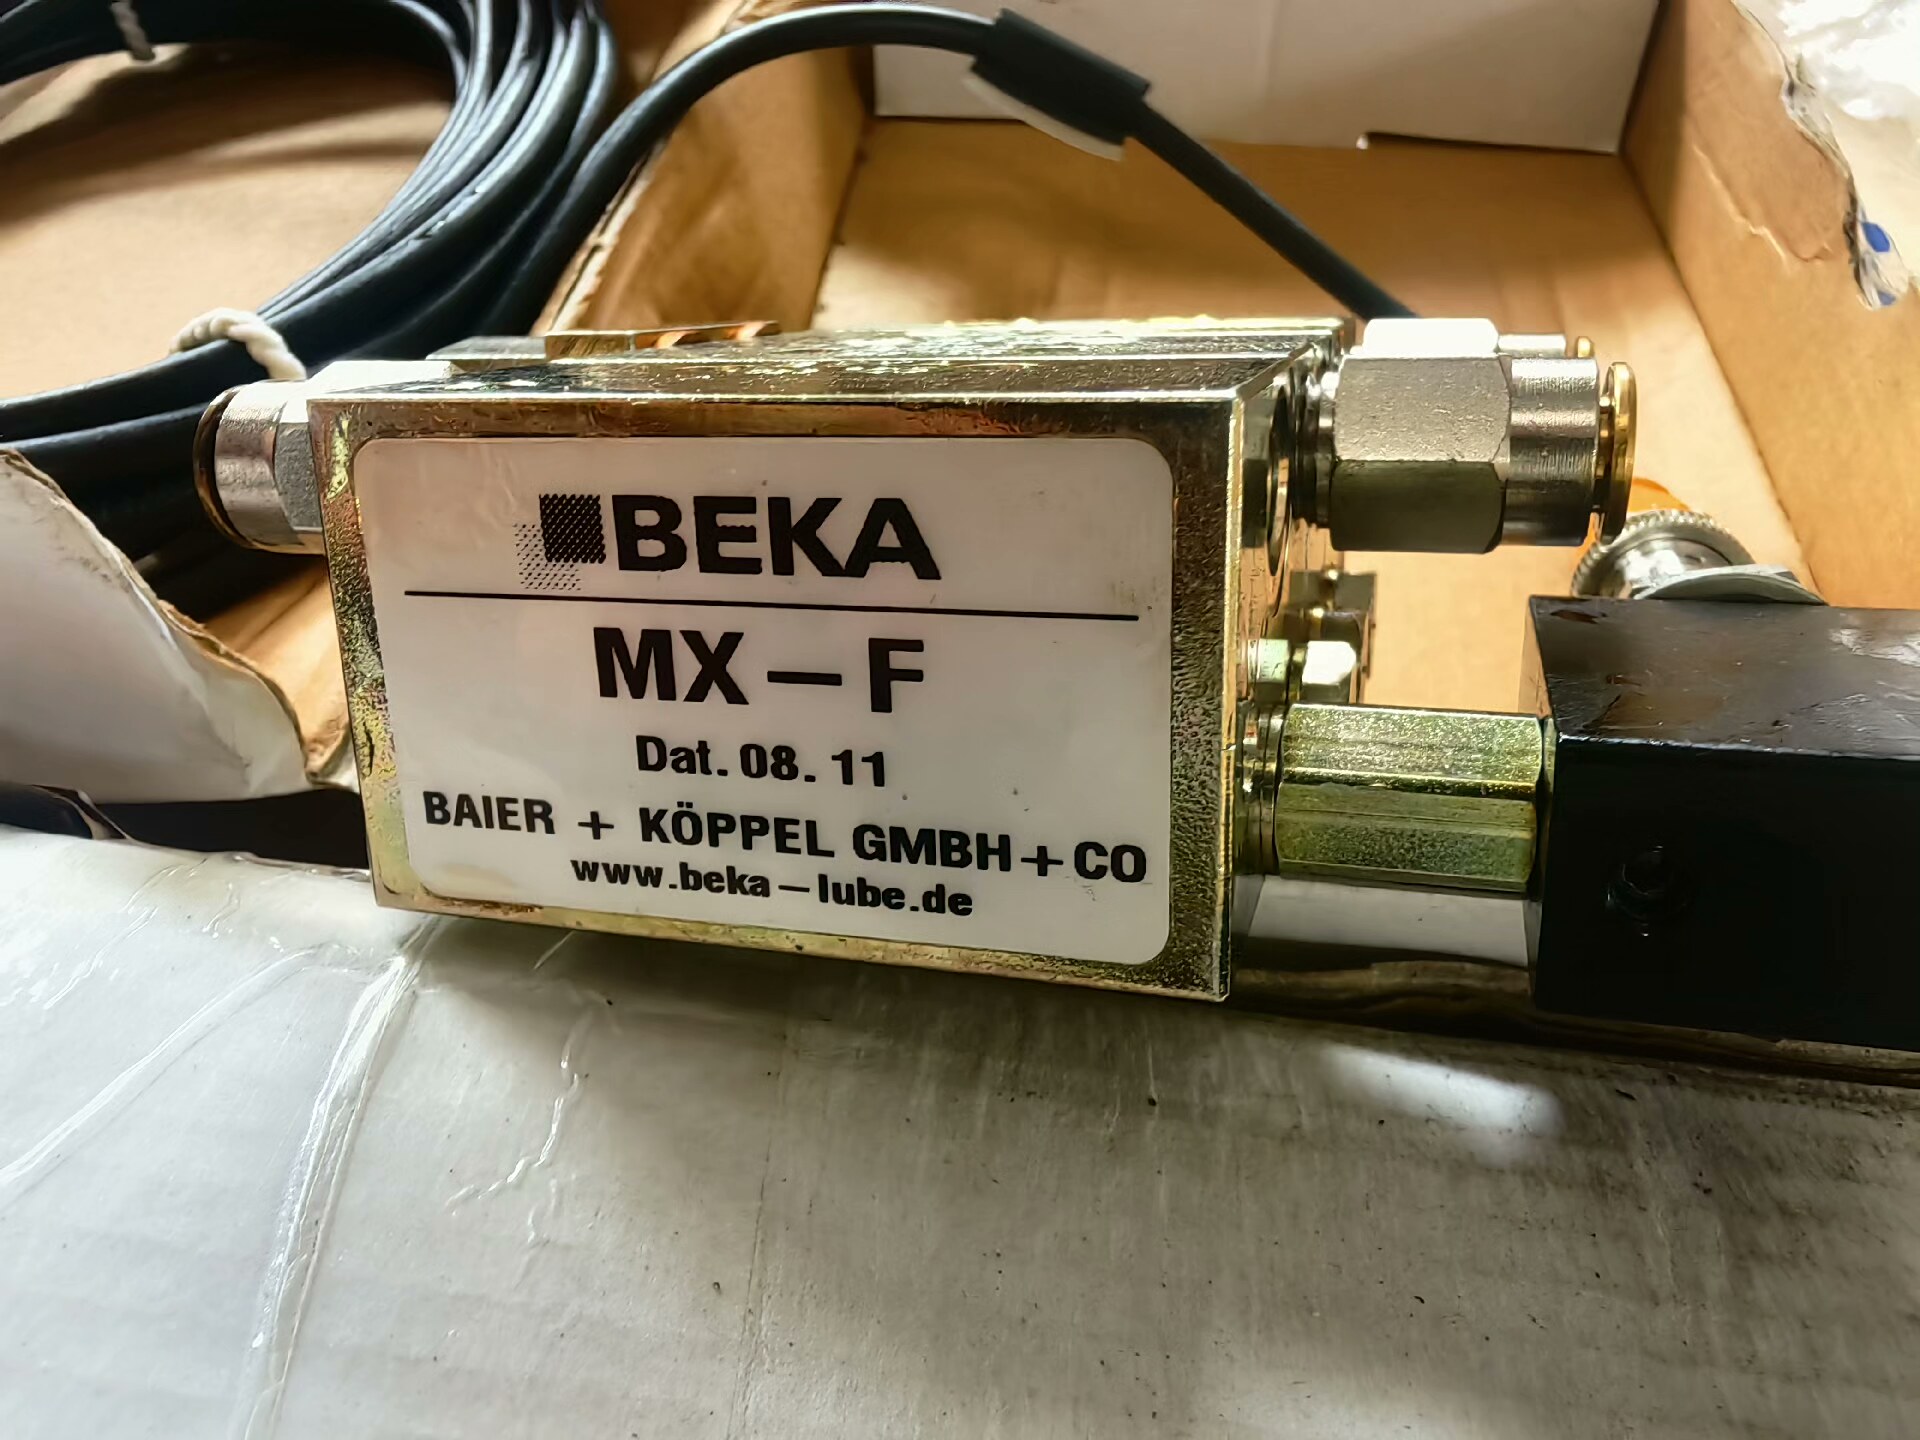 BEKA
MX-F
Dat. 08. 11
BAIER + KÖPPEL GMBH+CO
www.beka-lube.de